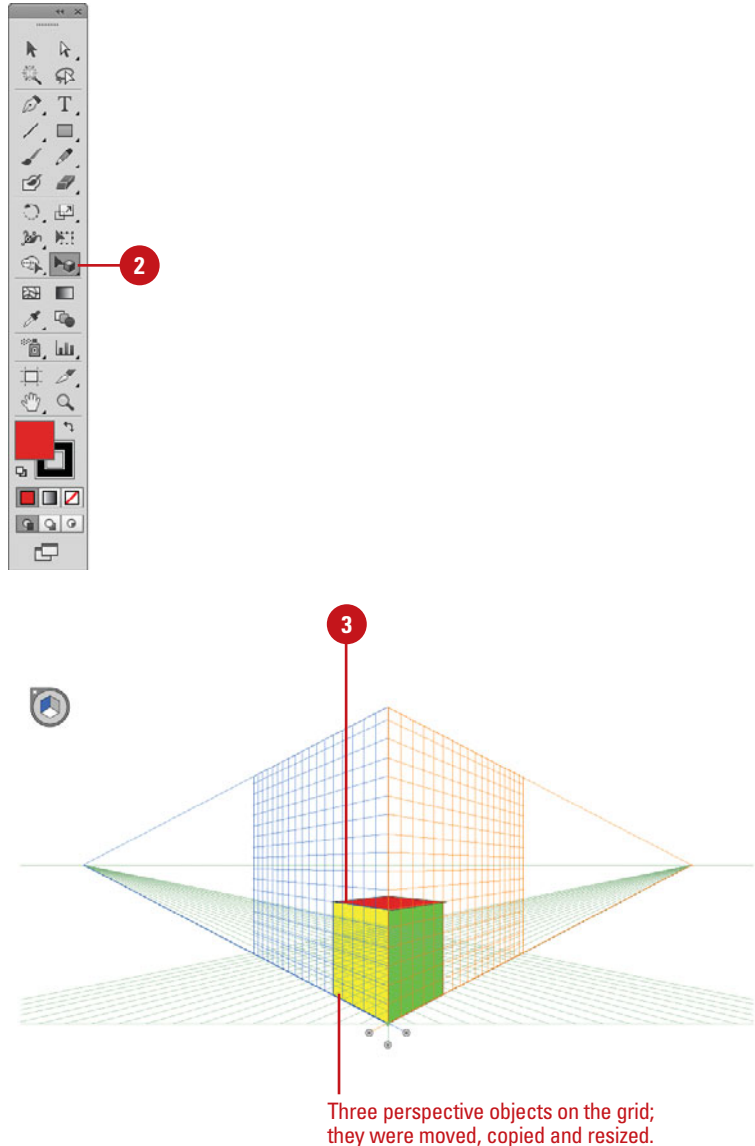 T
2
3
Three perspective objects on the grid;
they were moved, copied and resized.